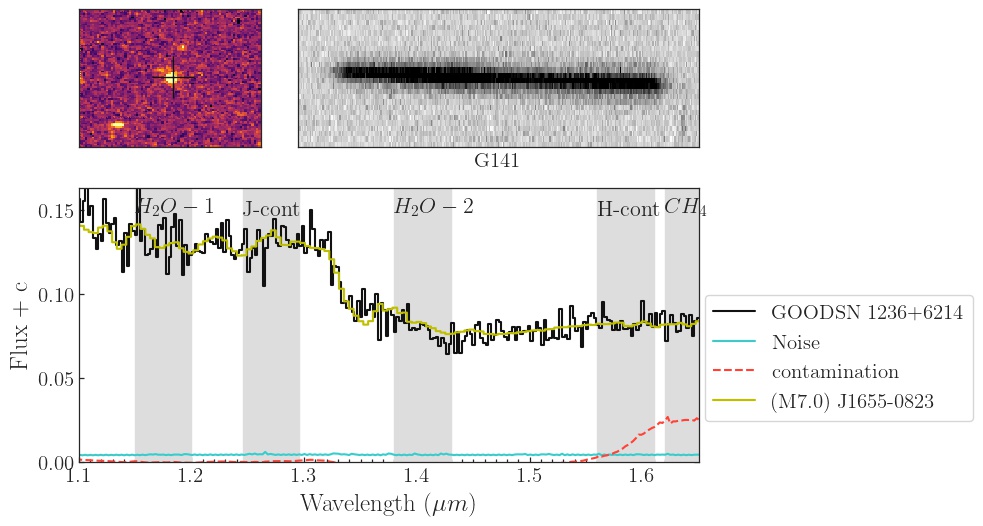 G141
H2O − 1
J-cont
H2O − 2
H-cont
CH4
0.15
0.10
0.05
0.00
Flux + c
1.1
1.2
1.3
1.4
1.5
1.6
Wavelength (μm)
GOODSN 1236+6214
Noise
contamination
(M7.0) J1655-0823